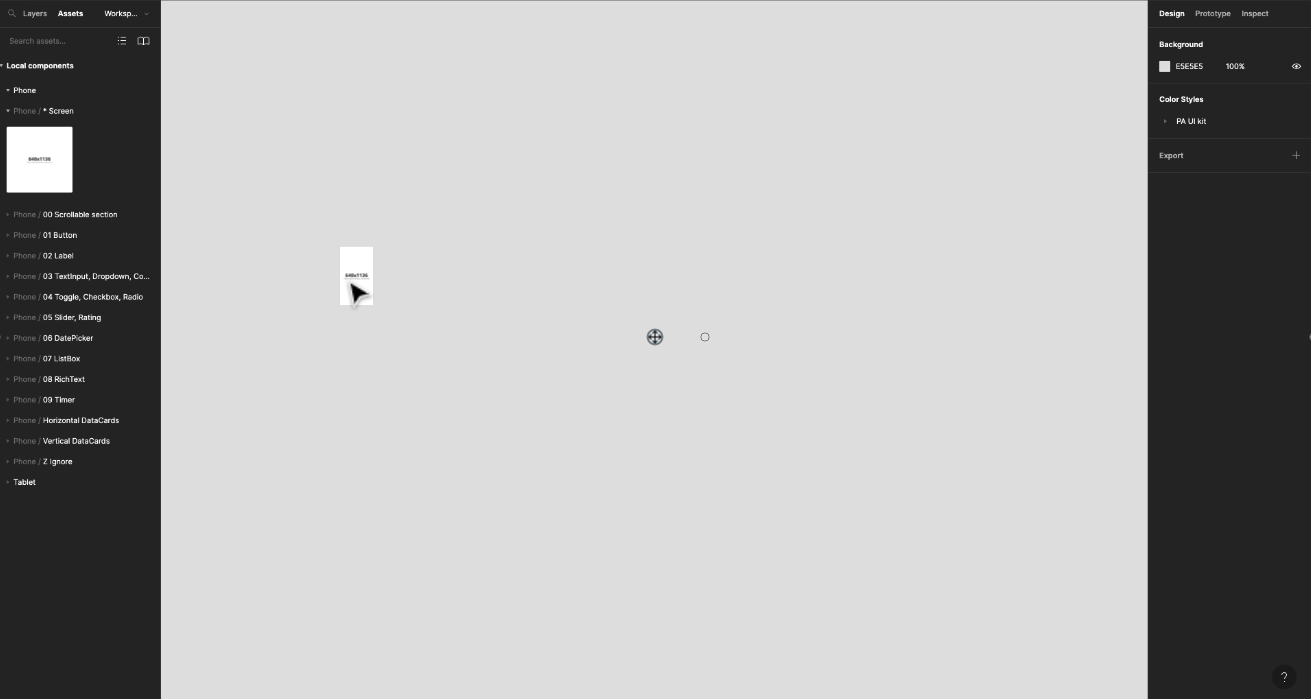 Layers Assets Worksp...
Search assets...
Local components
Phone
Phone / * Screen
640x1136
Phone / 00 Scrollable section
Phone / 01 Button
Phone / 02 Label
Phone / 03 TextInput, Dropdown, Co...
Phone / 04 Toggle, Checkbox, Radio
Phone / 05 Slider, Rating
Phone / 06 DatePicker
Phone / 07 ListBox
Phone / 08 RichText
Phone / 09 Timer
Phone / Horizontal DataCards
Phone / Vertical DataCards
Phone / Z Ignore
Tablet
640x1136
Design Prototype Inspect
Background
E5E5E5 100%
Color Styles
PA UI kit
Export
?